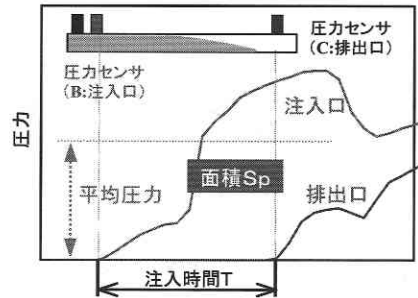 圧力センサ
(C:排出口)
圧力センサ
(B:注入口)
注入口
圧力
面積Sp
平均圧力
排出口
注入時間T